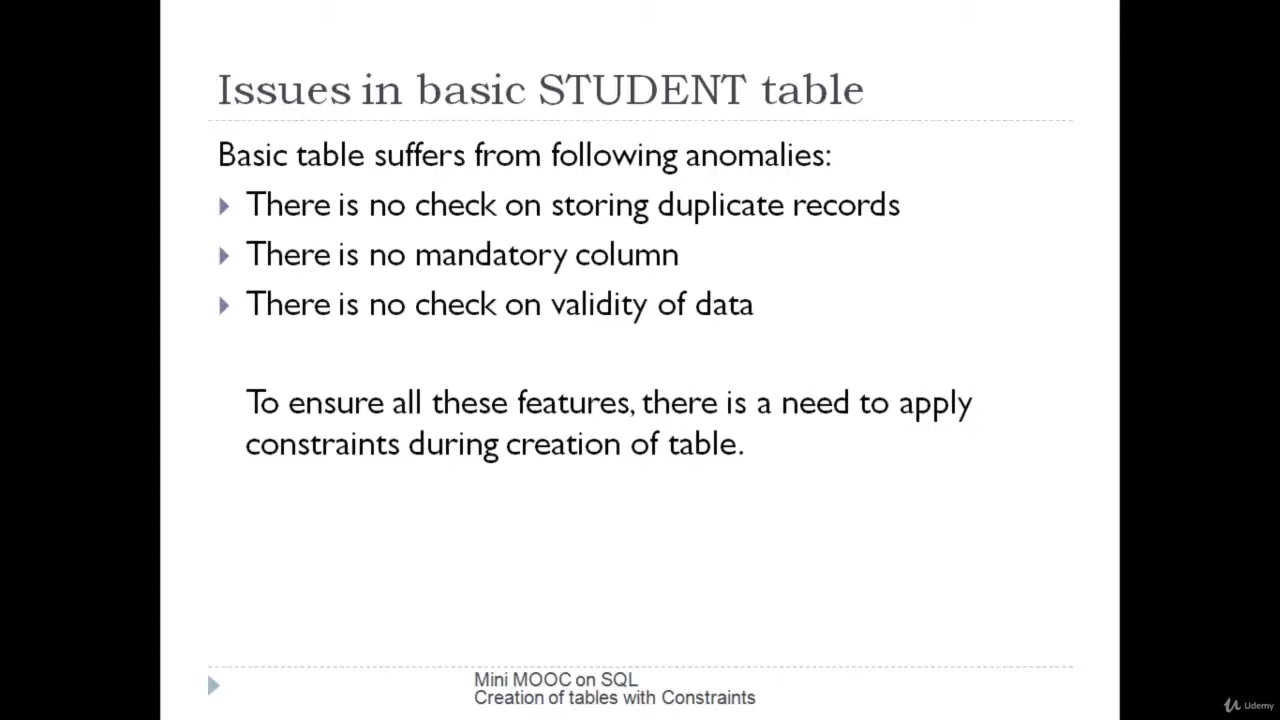 Issues in basic STUDENT table
Basic table suffers from following anomalies:
There is no check on storing duplicate records
There is no mandatory column
There is no check on validity of data
To ensure all these features, there is a need to apply
constraints during creation of table.
Mini MOOC on SQL
Creation of tables with Constraints
Udemy